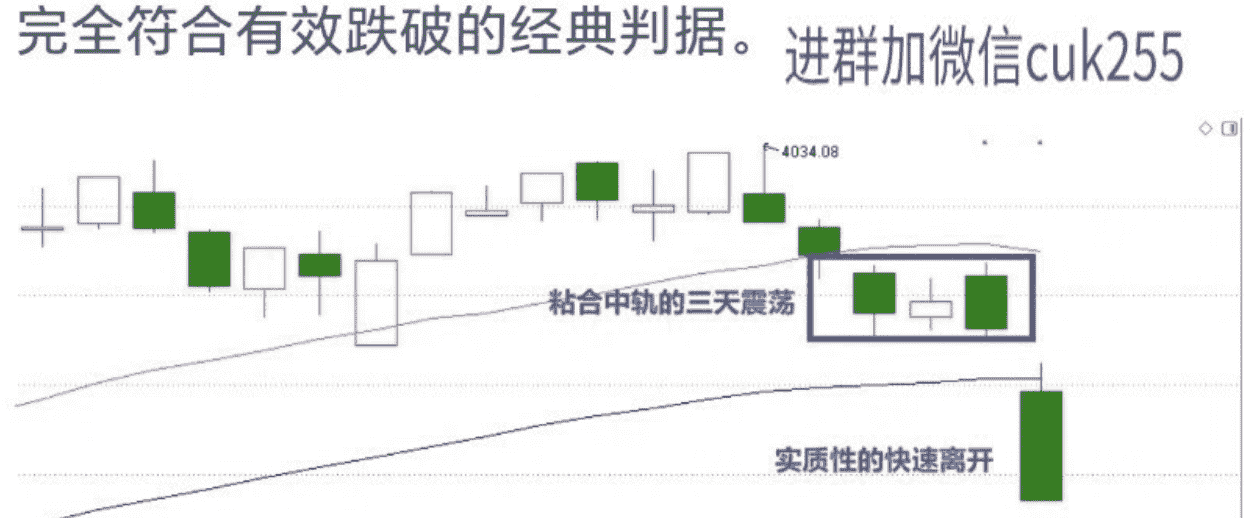 完全符合有效跌破的经典判据。
进群加微信cuk255
4034.08
粘合中轨的三天震荡
实质性的快速离开